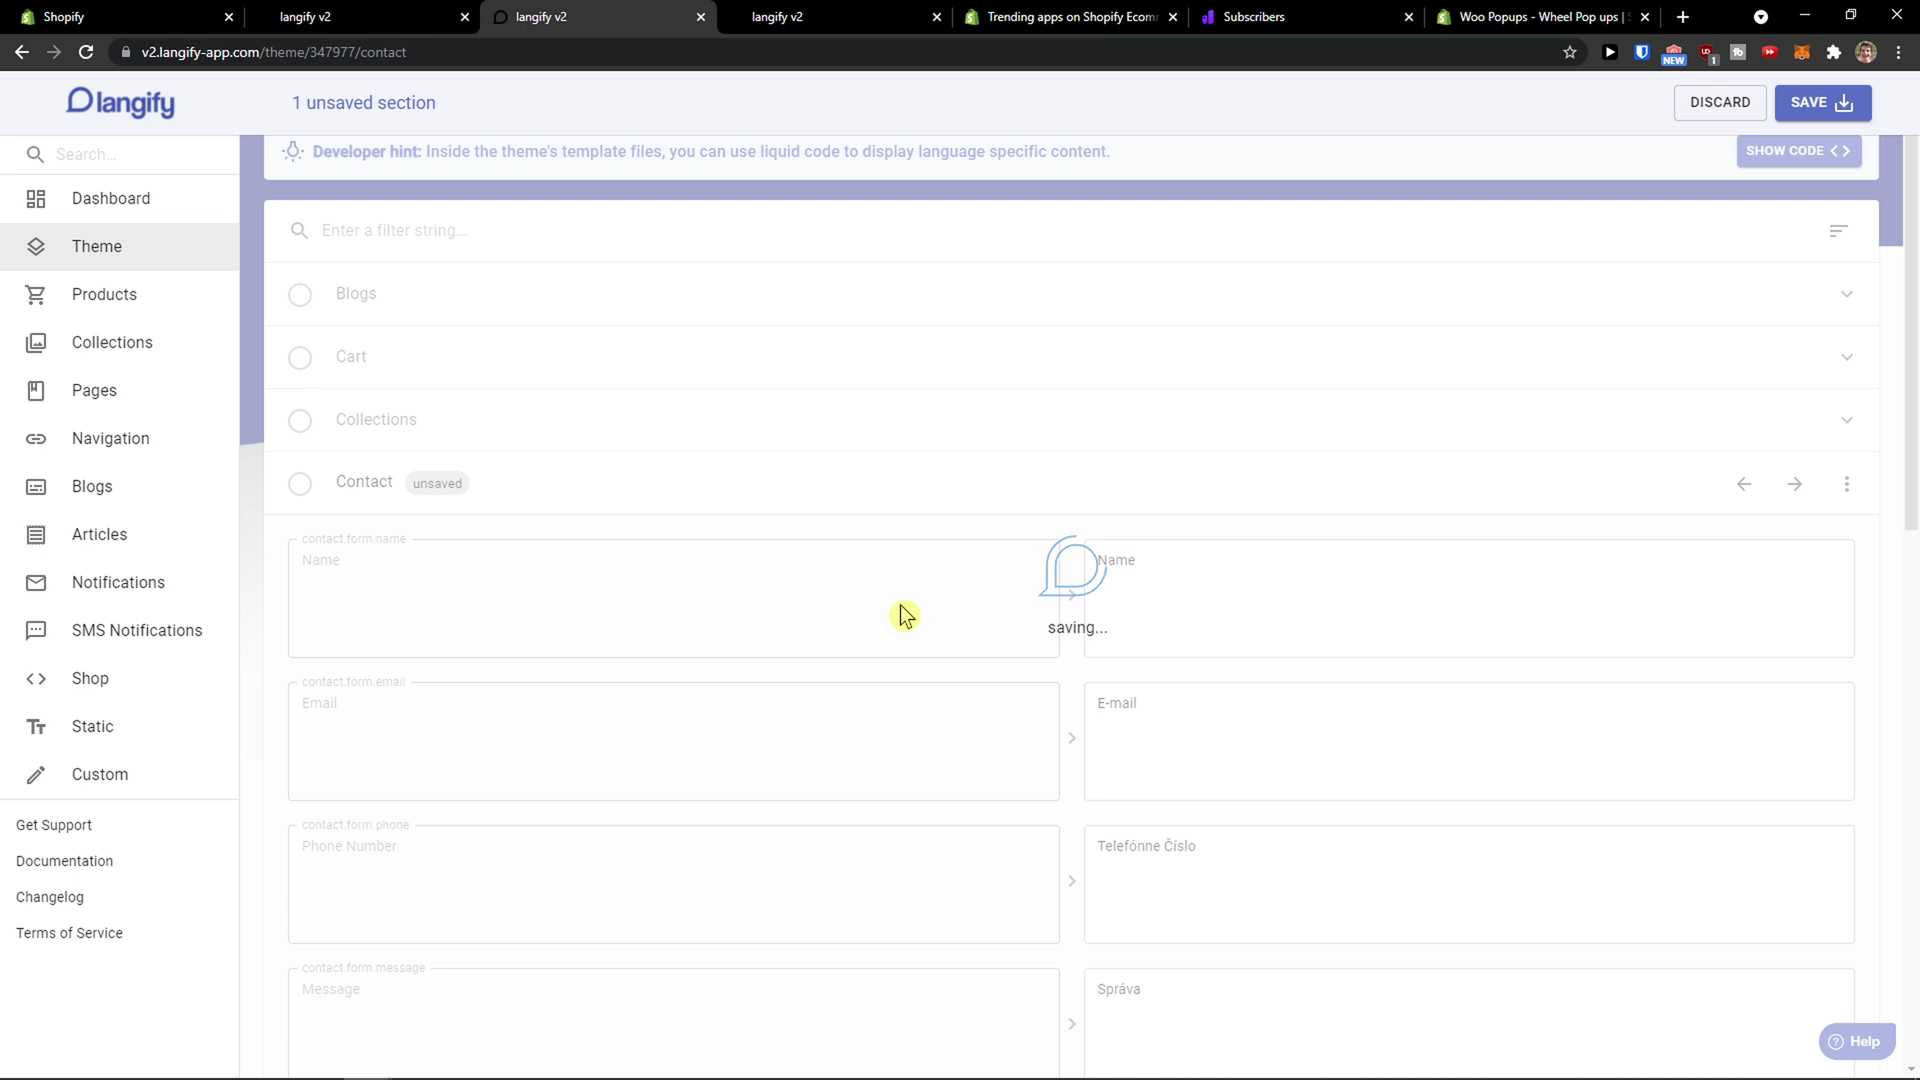 Shopify
langify v2
langify v2
langify v2
Trending apps on Shopify Ecomm
Subscribers
Woo Popups - Wheel Pop ups |
v2.langify-app.com/theme/347977/contact
NEW
1
langify
1 unsaved section
DISCARD
SAVE
Search...
Developer hint: Inside the theme's template files, you can use liquid code to display language specific content.
SHOW CODE
Dashboard
Theme
Products
Collections
Pages
Navigation
Blogs
Articles
Notifications
SMS Notifications
Shop
Static
Custom
Get Support
Documentation
Changelog
Terms of Service
Enter a filter string...
Blogs
Cart
Collections
Contact
unsaved
contact.form.name
Name
Name
saving...
contact.form.email
Email
E-mail
contact.form.phone
Phone Number
Telefónne Číslo
contact.form.message
Message
Správa
Help